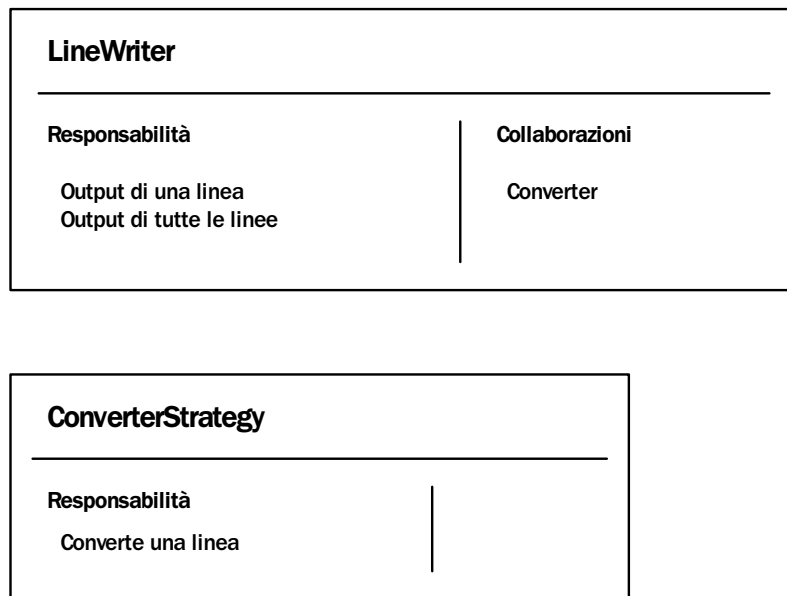 LineWriter
Responsabilità
Collaborazioni
Output di una linea
Converter
Output di tutte le linee
ConverterStrategy
Responsabilità
Converte una linea